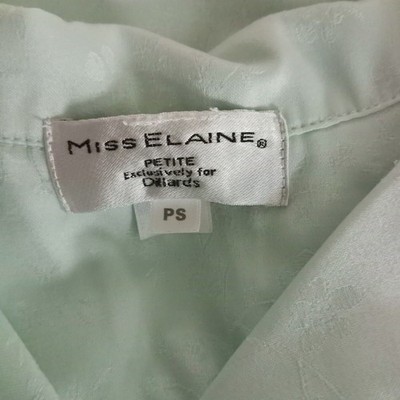 MISS ELAINE®
PETITE
Exclusively for
Dillards
PS